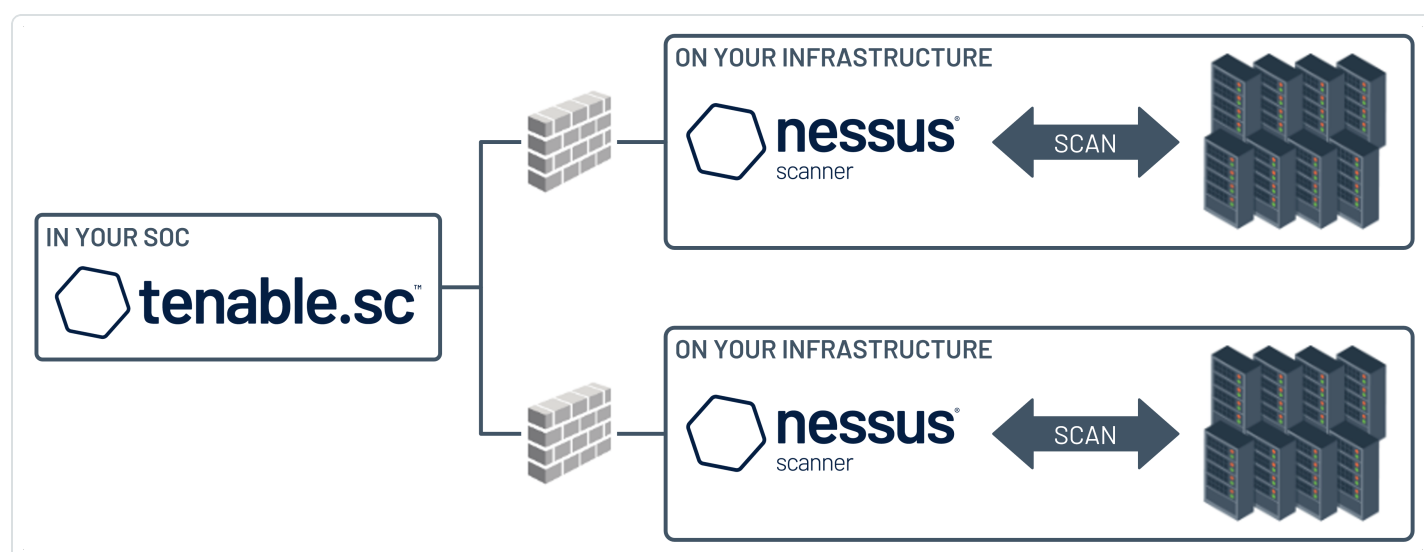 IN YOUR SOC
tenable.sc™
ON YOUR INFRASTRUCTURE
nessus®
scanner
SCAN
ON YOUR INFRASTRUCTURE
nessus®
scanner
SCAN